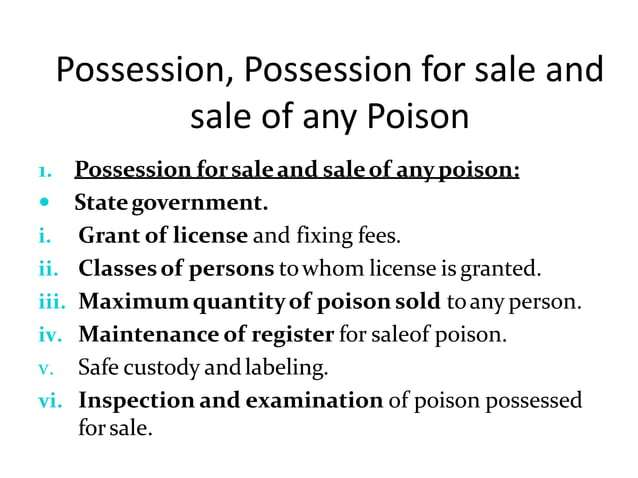 Possession, Possession for sale and
sale of any Poison
1. Possession for sale and sale of any poison:
• State government.
i. Grant of license and fixing fees.
ii. Classes of persons to whom license is granted.
iii. Maximum quantity of poison sold to any person.
iv. Maintenance of register for saleof poison.
v. Safe custody and labeling.
vi. Inspection and examination of poison possessed
for sale.